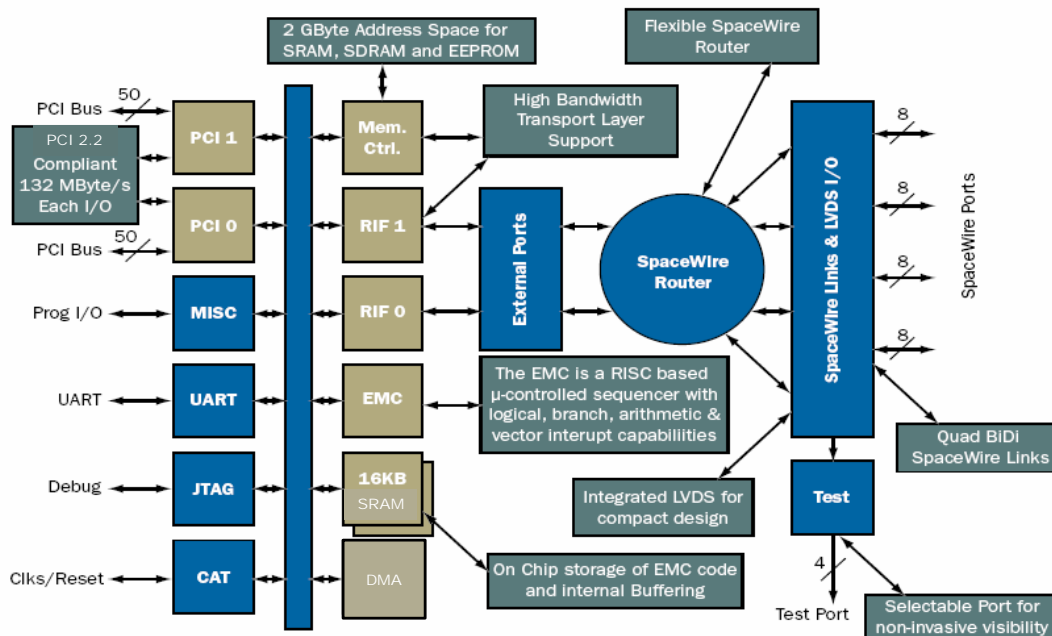 2 GByte Address Space for
SRAM, SDRAM and EEPROM
Flexible SpaceWire
Router
PCI Bus
50
PCI 2.2
Compliant
132 MByte/s
Each I/O
PCI Bus
50
PCI 1
PCI 0
Mem.
Ctrl.
High Bandwidth
Transport Layer
Support
RIF 1
RIF 0
External Ports
SpaceWire
Router
SpaceWire Links & LVDS I/O
8
8
8
8
SpaceWire Ports
Prog I/O
MISC
UART
UART
EMC
The EMC is a RISC based
µ-controlled sequencer with
logical, branch, arithmetic &
vector interupt capabiliities
Quad BiDi
SpaceWire Links
Debug
JTAG
16KB
SRAM
Integrated LVDS for
compact design
Test
Clks/Reset
CAT
DMA
On Chip storage of EMC code
and internal Buffering
4
Test Port
Selectable Port for
non-invasive visibility